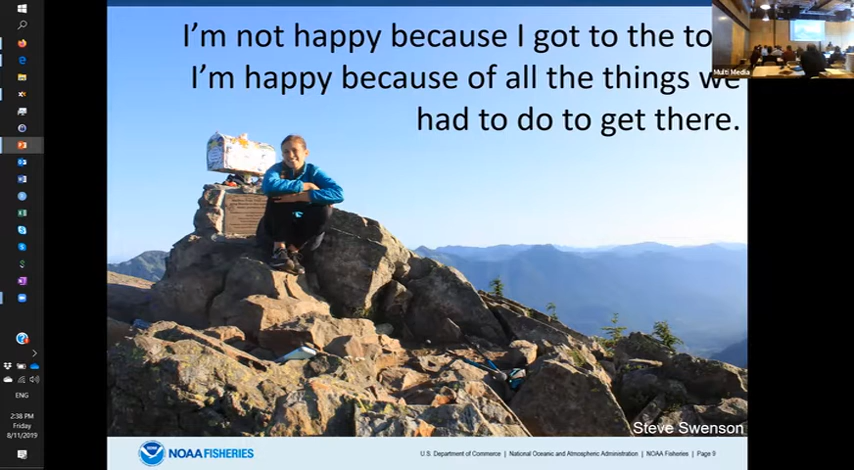 I'm not happy because I got to the to
I'm happy because of all the things we
had to do to get there.
Multi Media
Steve Swenson
NOAA FISHERIES
U.S. Department of Commerce | National Oceanic and Atmospheric Administration | NOAA Fisheries | Page 9
ENG
2:38 PM
Friday
8/11/2019